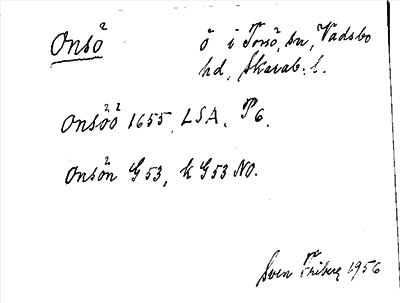 Onsö ö i Torsö sn, Vadsbo
hd, Skarab. l.
Onsöö 1655, LSA, P6.
Onsön G53, k G53 NO.
Sven Friberg 1956